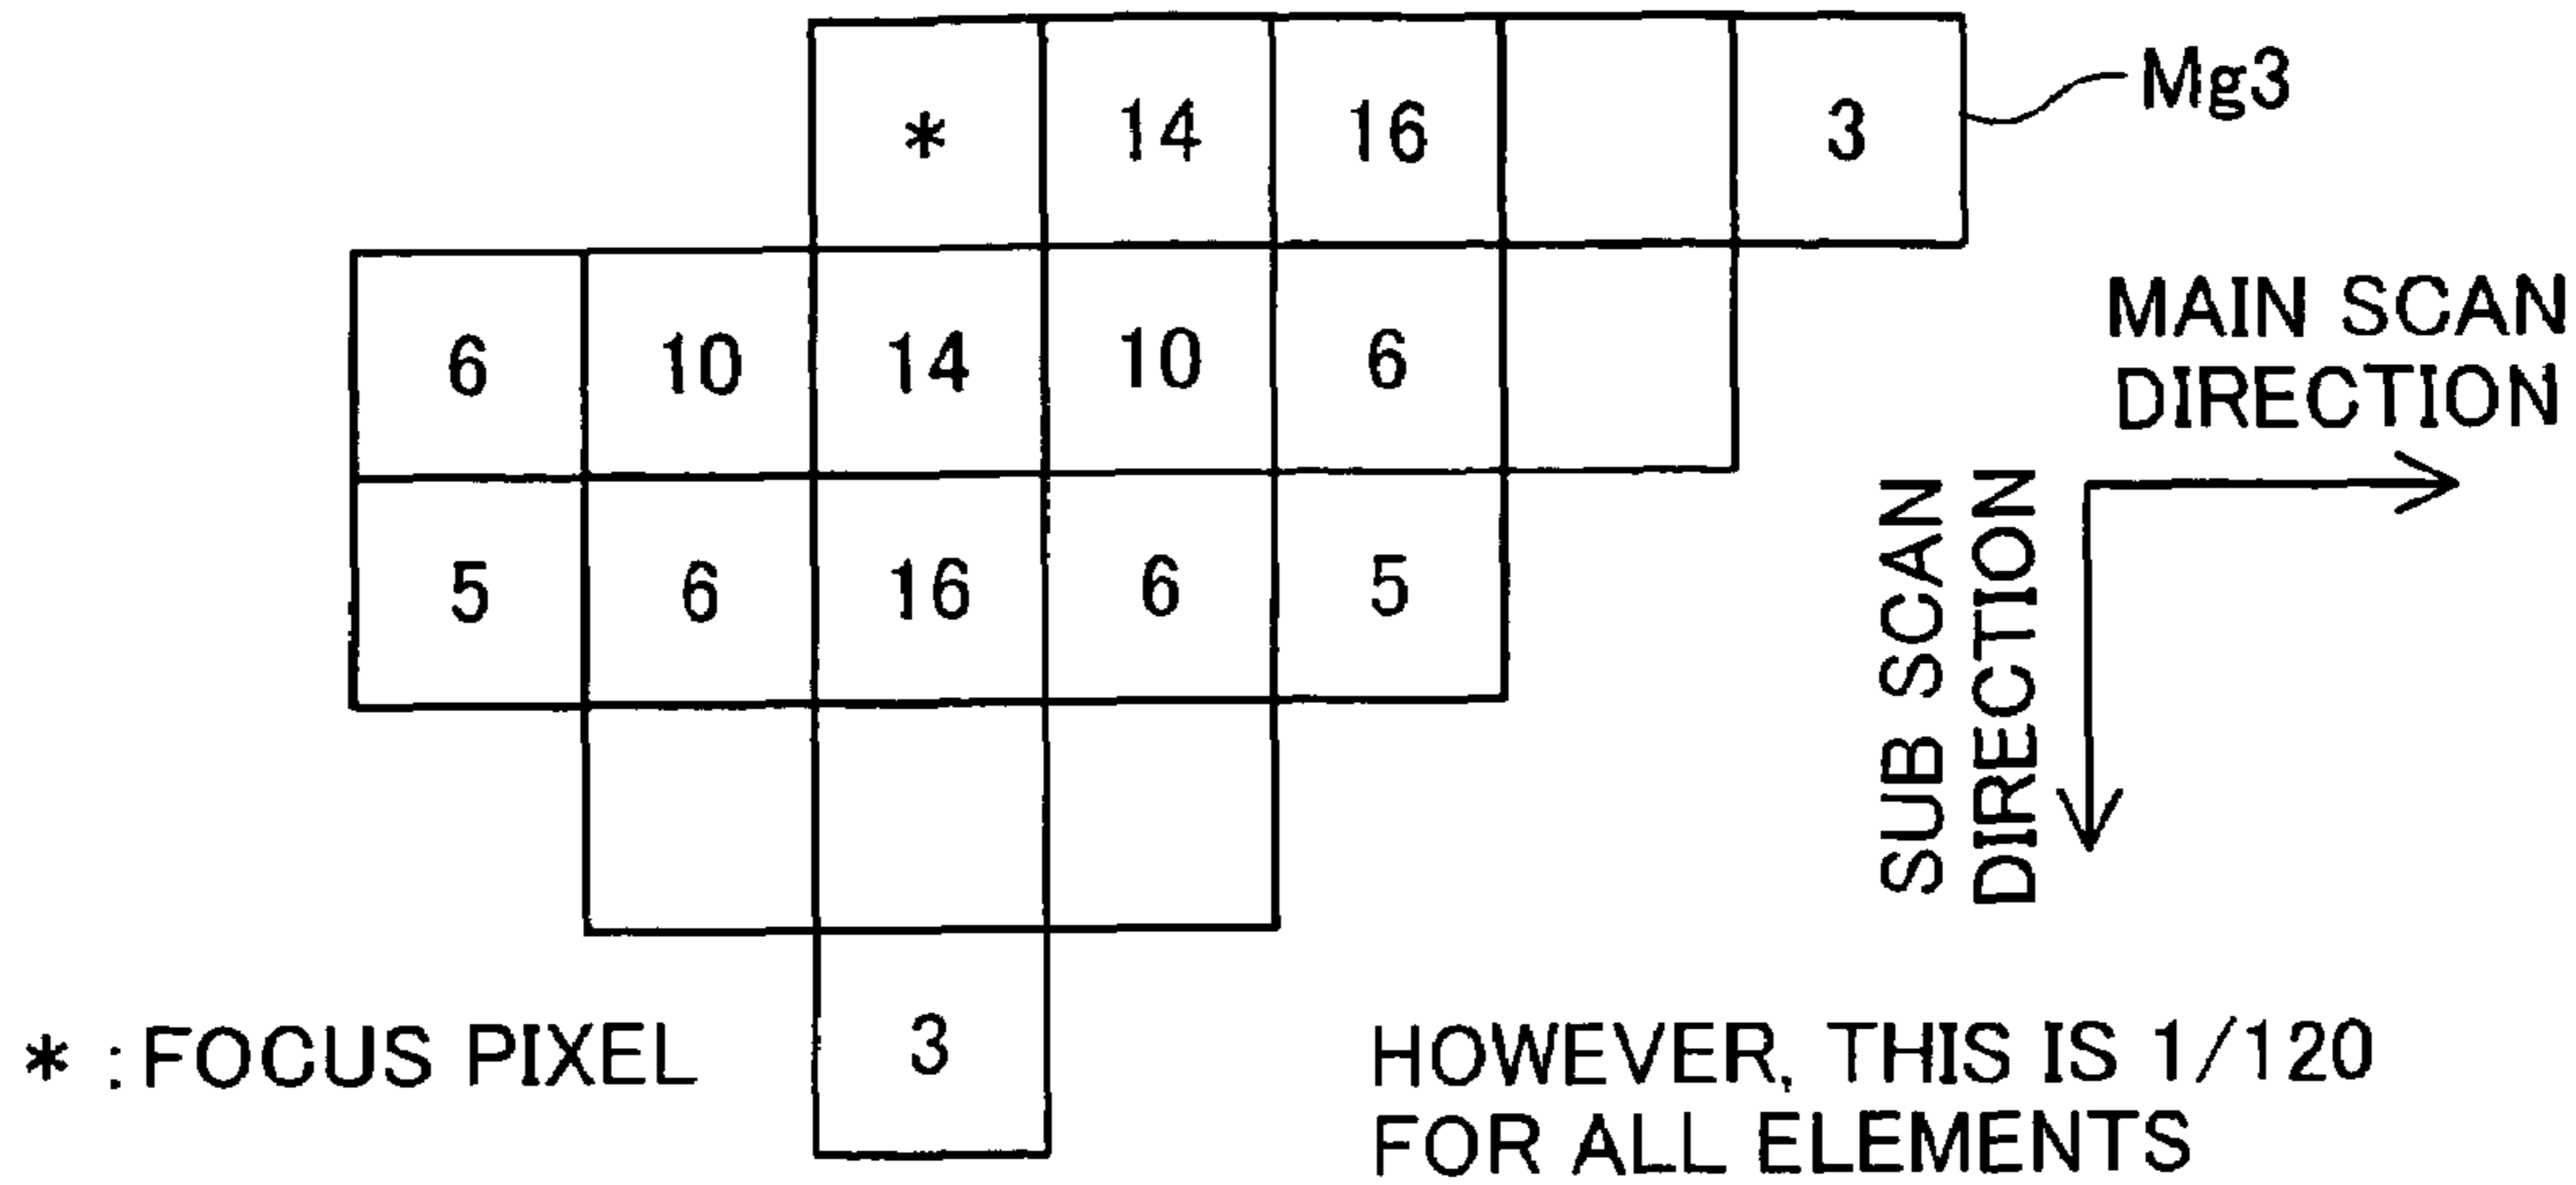 * 14 16 3 Mg3
6 10 14 10 6
5 6 16 6 5
3
MAIN SCAN
DIRECTION
SUB SCAN
DIRECTION
* : FOCUS PIXEL
HOWEVER, THIS IS 1/120
FOR ALL ELEMENTS